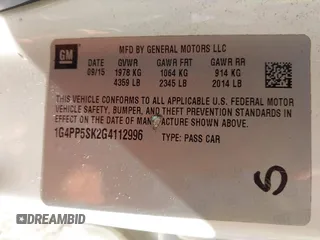 GM
MFD BY GENERAL MOTORS LLC
DATE GVWR GAWR FRT GAWR RR
09/15 1978 KG 1064 KG 914 KG
4359 LB 2345 LB 2014 LB
THIS VEHICLE CONFORMS TO ALL APPLICABLE U.S. FEDERAL MOTOR
VEHICLE SAFETY, BUMPER, AND THEFT PREVENTION STANDARDS IN
EFFECT ON THE DATE OF MANUFACTURE SHOWN ABOVE.
1G4PP5SK2G4112996 TYPE: PASS CAR
5
DREAMBID